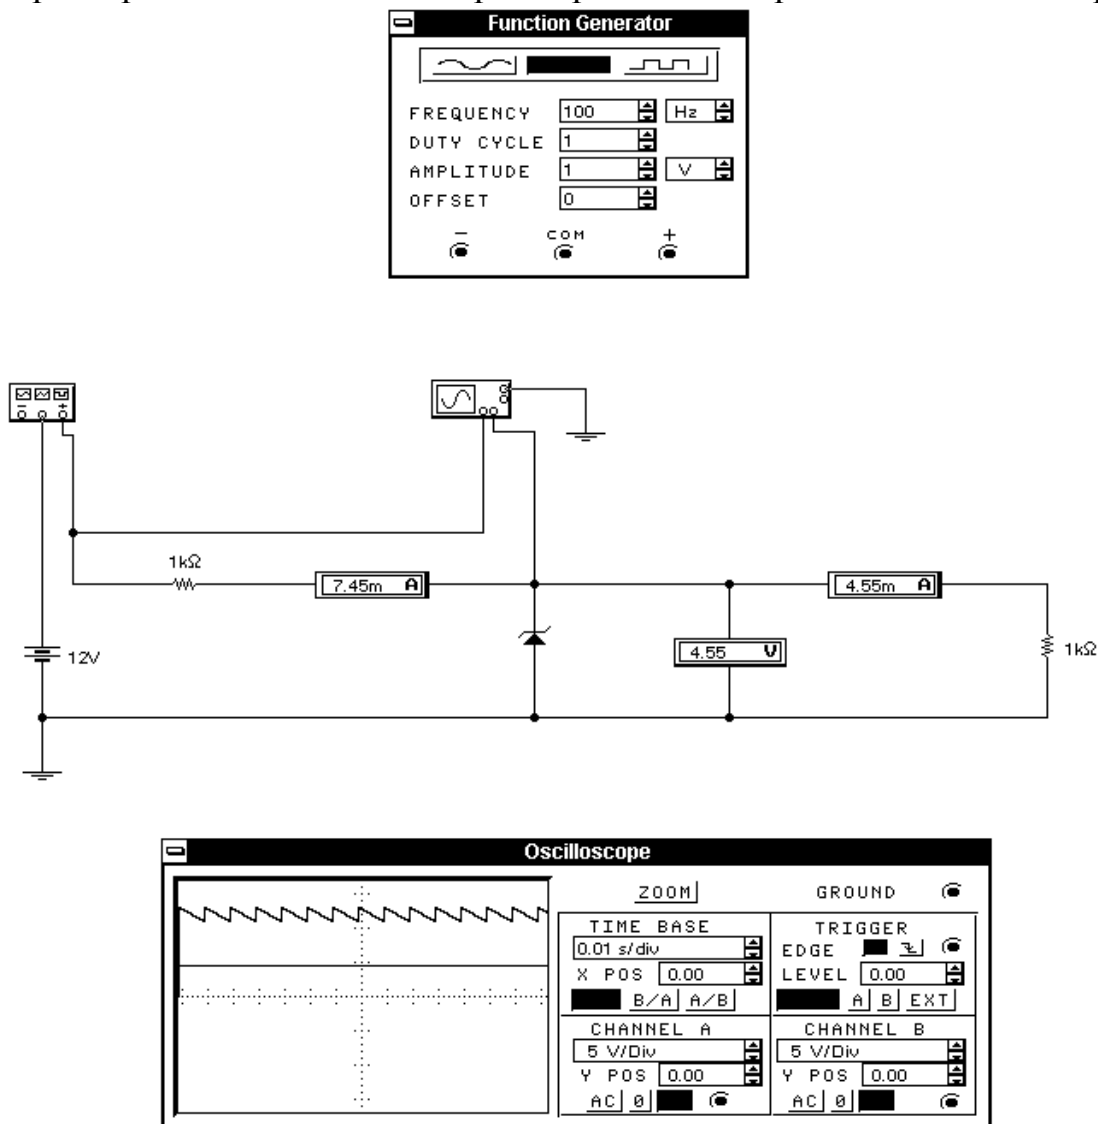 Function Generator
FREQUENCY 100 Hz
DUTY CYCLE 1
AMPLITUDE 1 V
OFFSET 0
− COM +
− +
1kΩ
7.45m A
4.55m A
12V
4.55 V
1kΩ
Oscilloscope
ZOOM GROUND
TIME BASE
0.01 s/div
X POS 0.00
B/A A/B
TRIGGER
EDGE
LEVEL 0.00
A B EXT
CHANNEL A
5 V/Div
Y POS 0.00
AC 0
CHANNEL B
5 V/Div
Y POS 0.00
AC 0